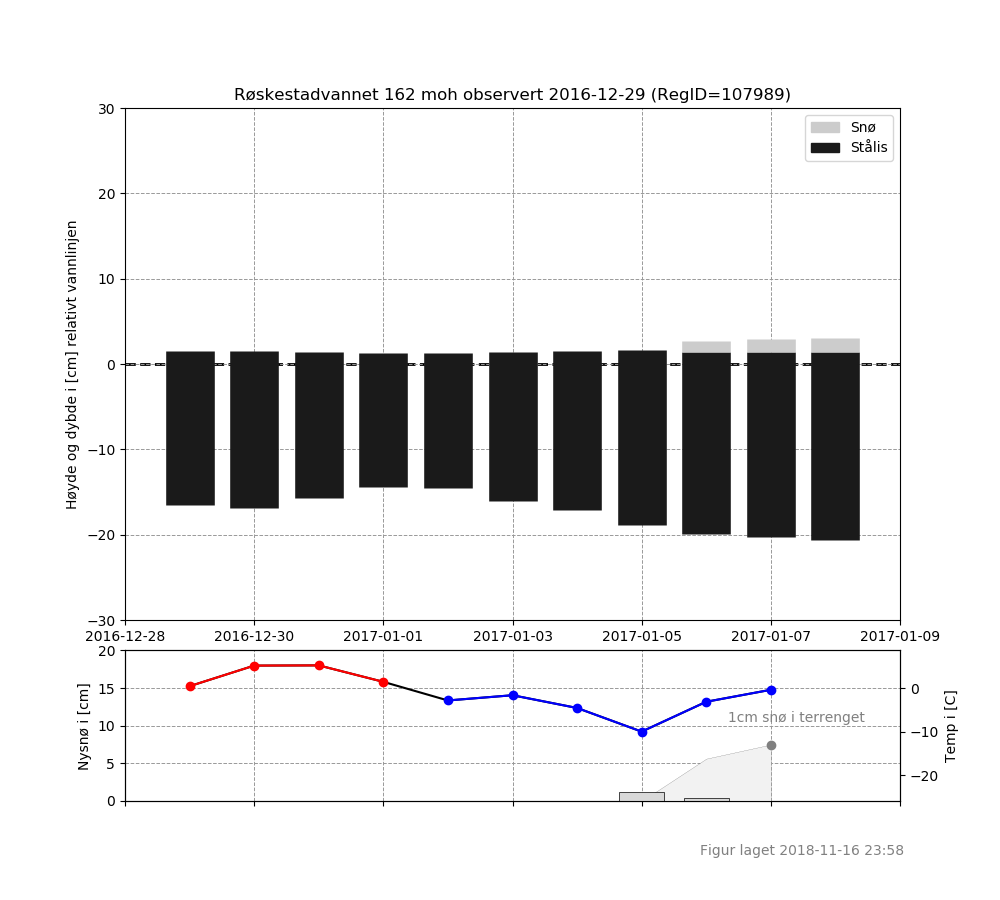 Røskestadvannet 162 moh observert 2016-12-29 (RegID=107989)
Snø
Stålis
Høyde og dybde i [cm] relativt vannlinjen
30
20
10
0
−10
−20
−30
2016-12-28
2016-12-30
2017-01-01
2017-01-03
2017-01-05
2017-01-07
2017-01-09
Nysnø i [cm]
20
15
10
5
0
1cm snø i terrenget
0
−10
−20
Temp i [C]
Figur laget 2018-11-16 23:58